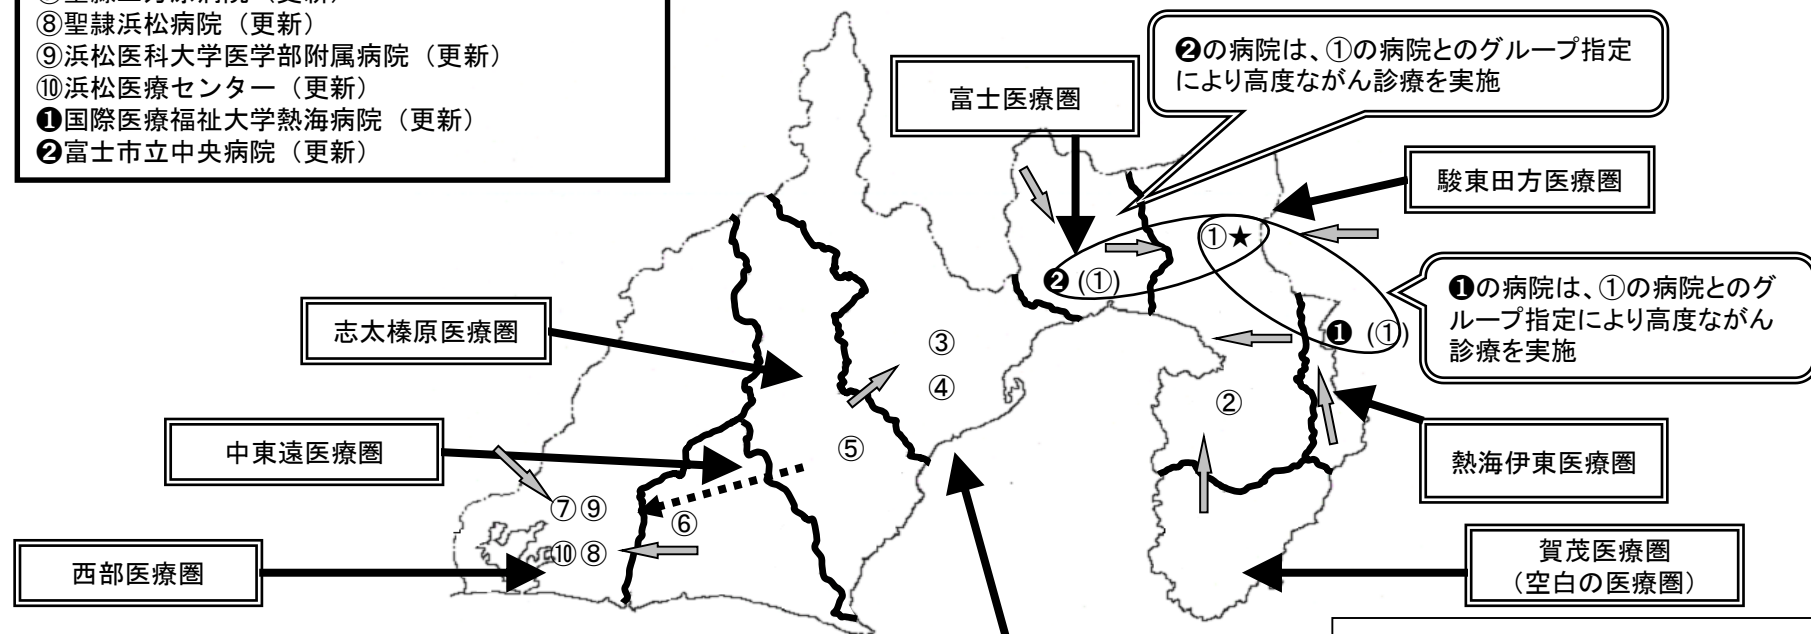 ⑧聖隷浜松病院（更新）
⑨浜松医科大学医学部附属病院（更新）
⑩浜松医療センター（更新）
❶国際医療福祉大学熱海病院（更新）
❷富士市立中央病院（更新）
富士医療圏
❷の病院は、①の病院とのグループ指定
により高度ながん診療を実施
駿東田方医療圏
①★
❷(①)
❶の病院は、①の病院とのグ
ループ指定により高度ながん
診療を実施
❶(①)
志太榛原医療圏
③
④
②
⑤
中東遠医療圏
熱海伊東医療圏
⑦⑨
⑥
⑩⑧
西部医療圏
賀茂医療圏
（空白の医療圏）